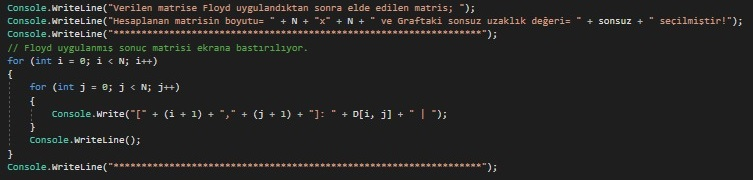 Console.WriteLine("Verilen matrise Floyd uygulandıktan sonra elde edilen matris; ");
Console.WriteLine("Hesaplanan matrisin boyutu= " + N + "x" + N + " ve Graftaki sonsuz uzaklık değeri= " + sonsuz + " seçilmiştir!");
Console.WriteLine("******************************************************************");
// Floyd uygulanmış sonuç matrisi ekrana bastırılıyor.
for (int i = 0; i < N; i++)
{
for (int j = 0; j < N; j++)
{
Console.Write("[" + (i + 1) + "," + (j + 1) + "]: " + D[i, j] + " | ");
}
Console.WriteLine();
}
Console.WriteLine("******************************************************************");